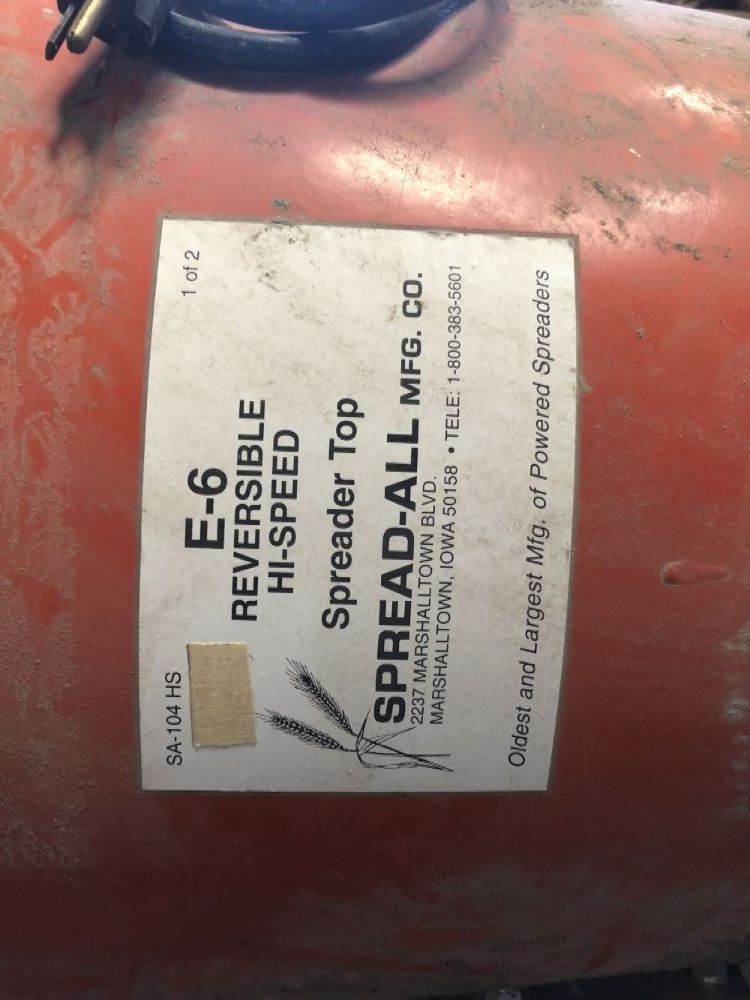 SA-104 HS
1 of 2
E-6
REVERSIBLE
HI-SPEED
Spreader Top
SPREAD-ALL MFG. CO.
2237 MARSHALLTOWN BLVD.
MARSHALLTOWN, IOWA 50158 • TELE: 1-800-383-5601
Oldest and Largest Mfg. of Powered Spreaders